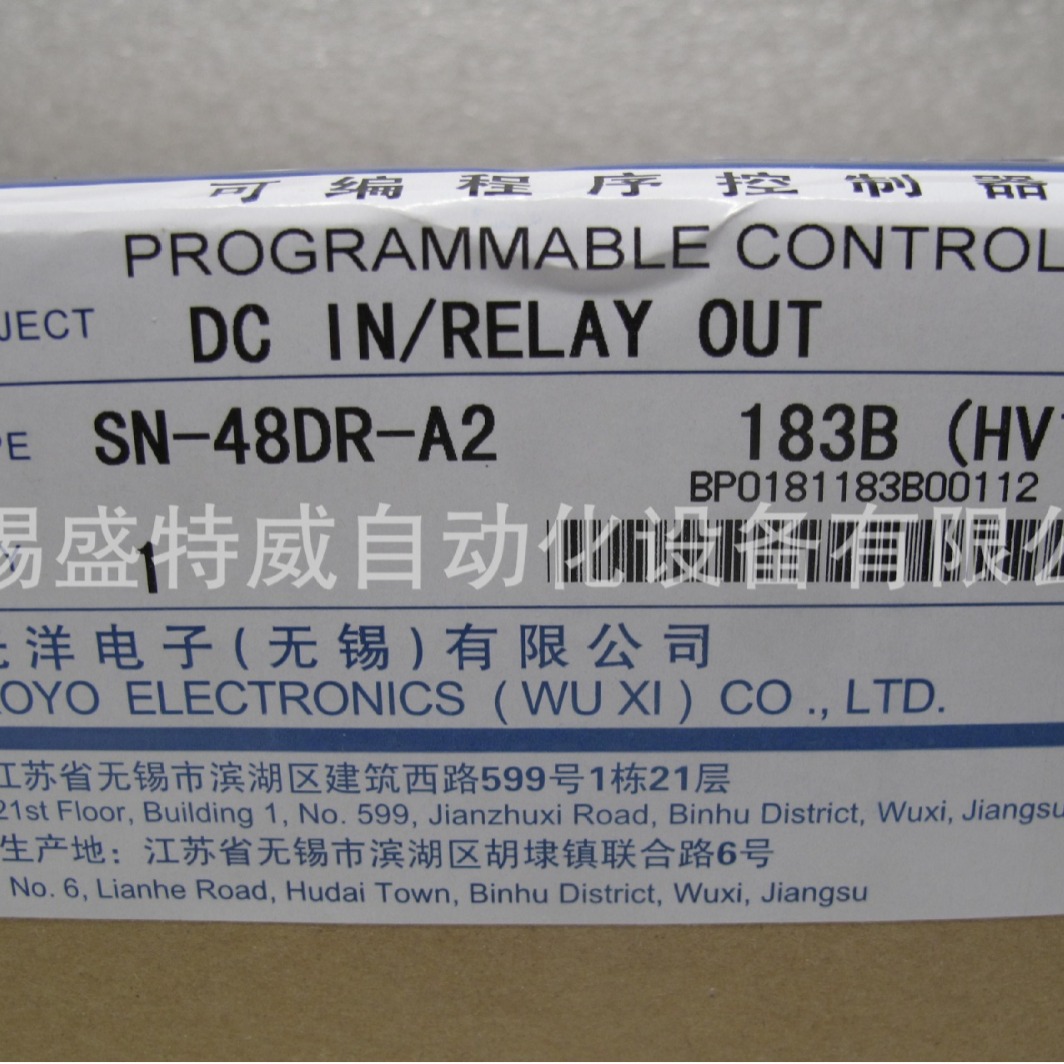 可编程序控制器
PROGRAMMABLE CONTROL
JECT DC IN/RELAY OUT
PE SN-48DR-A2 183B (HV
BP0181183B00112
1
锡盛特威自动化设备有限公
洋电子(无锡)有限公司
OYO ELECTRONICS (WU XI) CO., LTD.
江苏省无锡市滨湖区建筑西路599号1栋21层
21st Floor, Building 1, No. 599, Jianzhuxi Road, Binhu District, Wuxi, Jiangsu
生产地：江苏省无锡市滨湖区胡埭镇联合路6号
No. 6, Lianhe Road, Hudai Town, Binhu District, Wuxi, Jiangsu